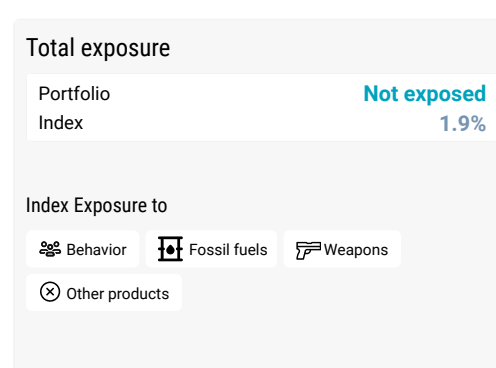 Total exposure
Portfolio Not exposed
Index 1.9%
Index Exposure to
Behavior Fossil fuels Weapons
Other products